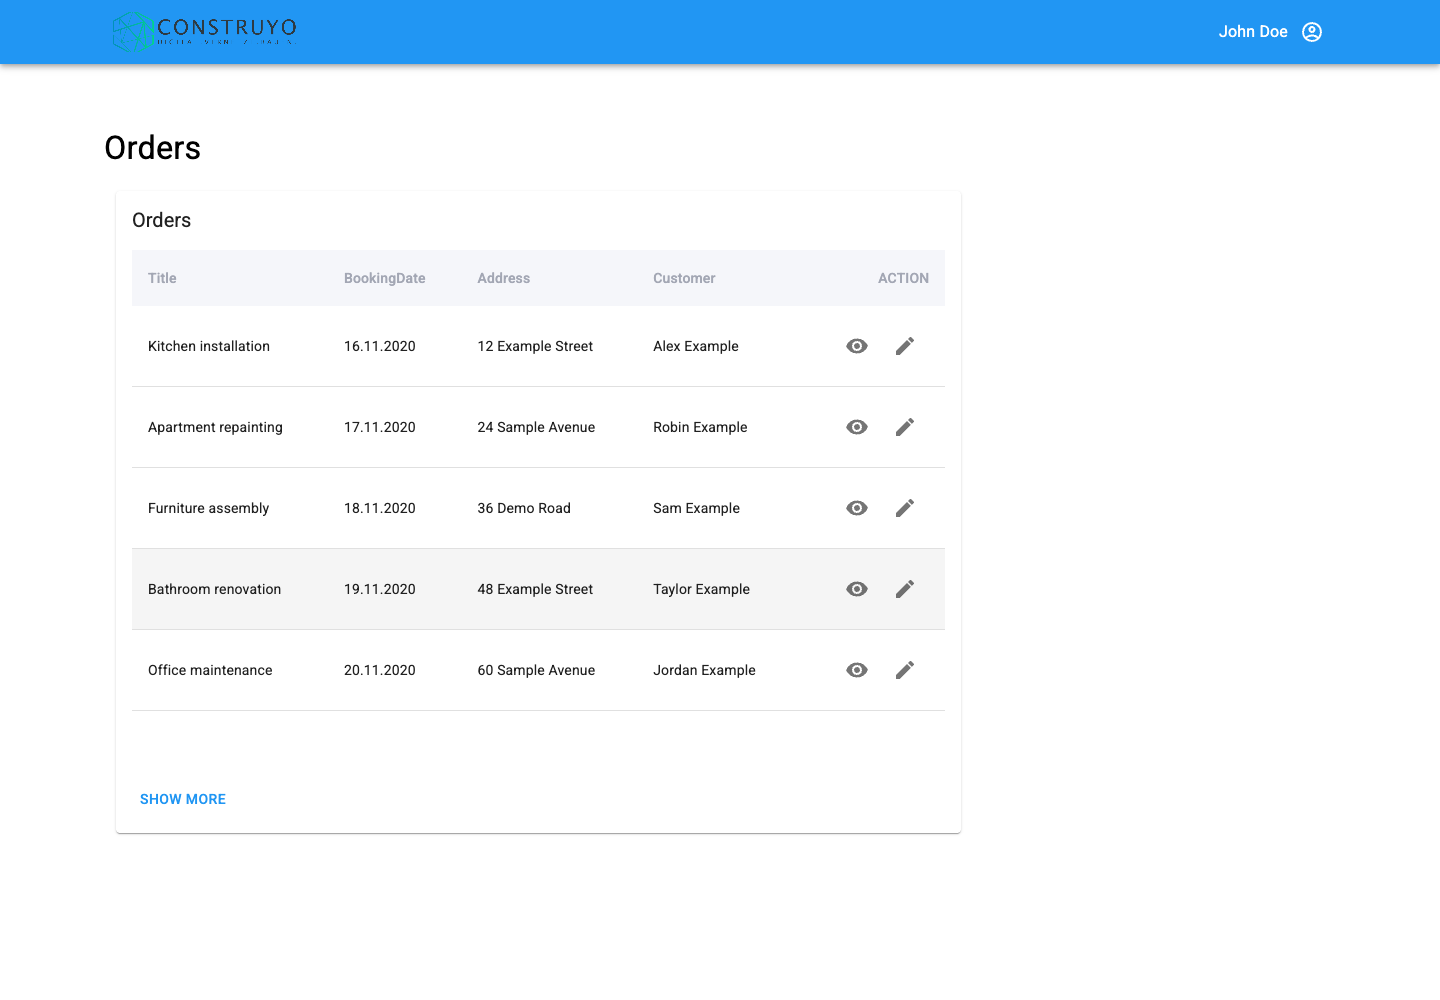 CONSTRUYO
John Doe
Orders
Orders
Title BookingDate Address Customer ACTION
Kitchen installation 16.11.2020 12 Example Street Alex Example
Apartment repainting 17.11.2020 24 Sample Avenue Robin Example
Furniture assembly 18.11.2020 36 Demo Road Sam Example
Bathroom renovation 19.11.2020 48 Example Street Taylor Example
Office maintenance 20.11.2020 60 Sample Avenue Jordan Example
SHOW MORE